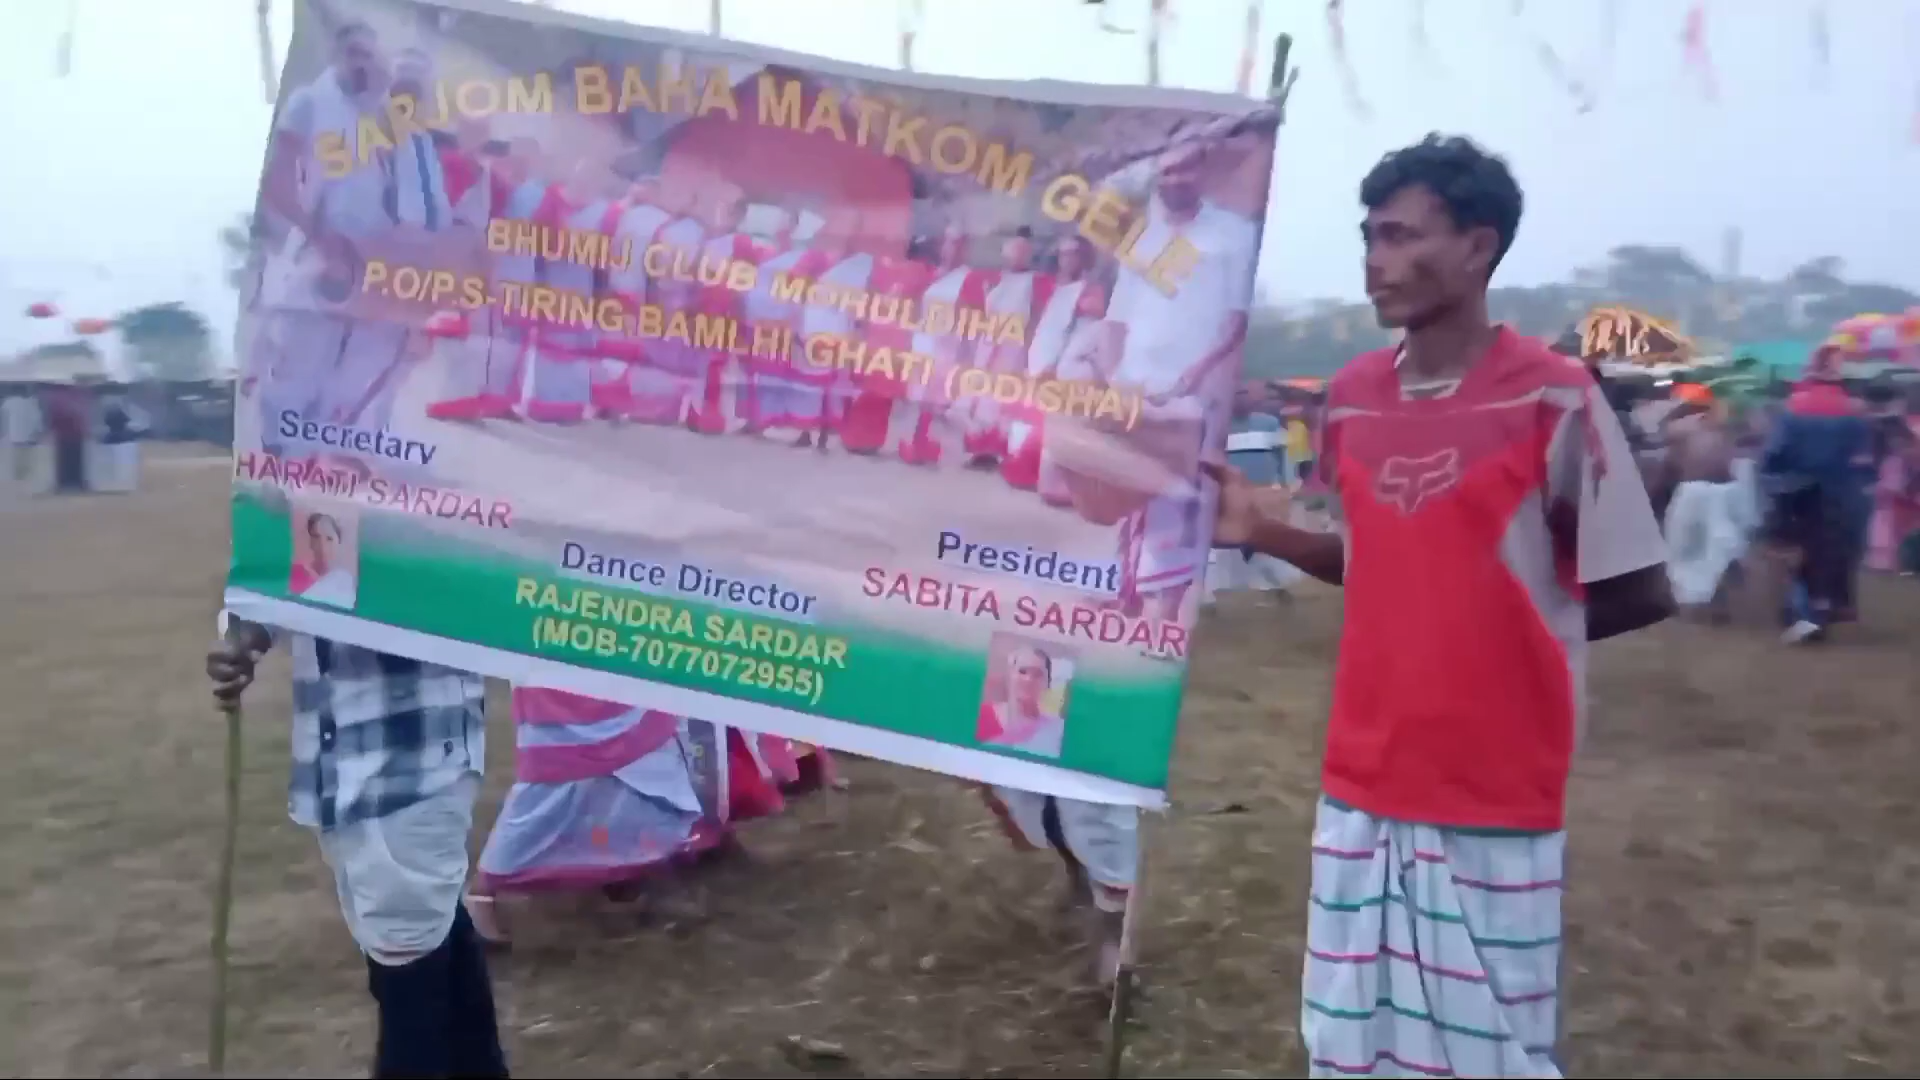 SARJOM BAHA MATKOM GELE
BHUMIJ CLUB MOHULDIHA
P.O/P.S-TIRING,BAMLHI GHATI (ODISHA)
Secretary
HARATI SARDAR
President
SABITA SARDAR
Dance Director
RAJENDRA SARDAR
(MOB-7077072955)